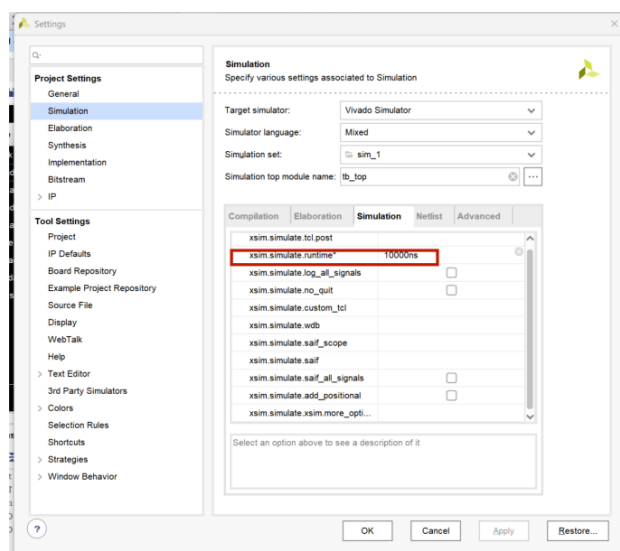 Settings
Q-
Project Settings
General
Simulation
Elaboration
Synthesis
Implementation
Bitstream
> IP
Tool Settings
Project
IP Defaults
Board Repository
Example Project Repository
Source File
Display
WebTalk
Help
> Text Editor
3rd Party Simulators
> Colors
Selection Rules
Shortcuts
> Strategies
> Window Behavior
Simulation
Specify various settings associated to Simulation
Target simulator: Vivado Simulator
Simulator language: Mixed
Simulation set: sim_1
Simulation top module name: tb_top
Compilation Elaboration Simulation Netlist Advanced
xsim.simulate.tcl.post
xsim.simulate.runtime* 10000ns
xsim.simulate.log_all_signals
xsim.simulate.no_quit
xsim.simulate.custom_tcl
xsim.simulate.wdb
xsim.simulate.saif_scope
xsim.simulate.saif
xsim.simulate.saif_all_signals
xsim.simulate.add_positional
xsim.simulate.xsim.more_opti...
Select an option above to see a description of it
? OK Cancel Apply Restore...